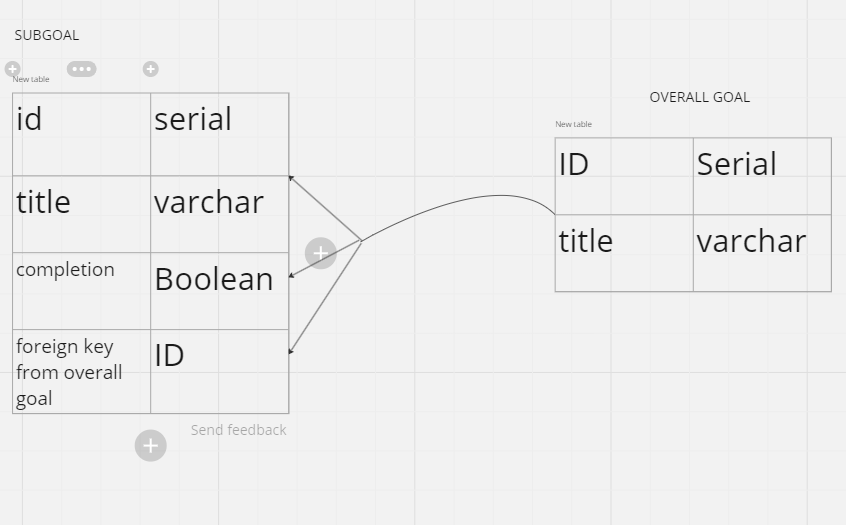 SUBGOAL
New table
id serial
title varchar
completion Boolean
foreign key
from overall
goal
ID
Send feedback
OVERALL GOAL
New table
ID Serial
title varchar